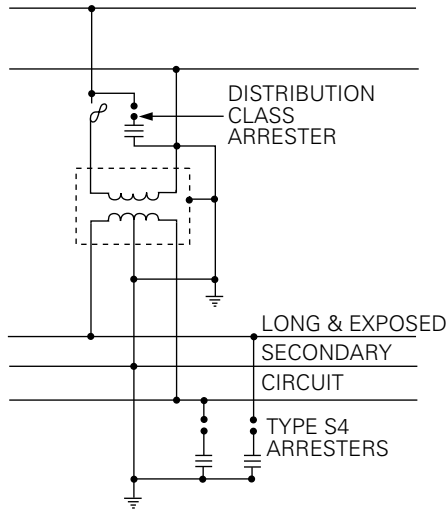 DISTRIBUTION
CLASS
ARRESTER
LONG & EXPOSED
SECONDARY
CIRCUIT
TYPE S4
ARRESTERS